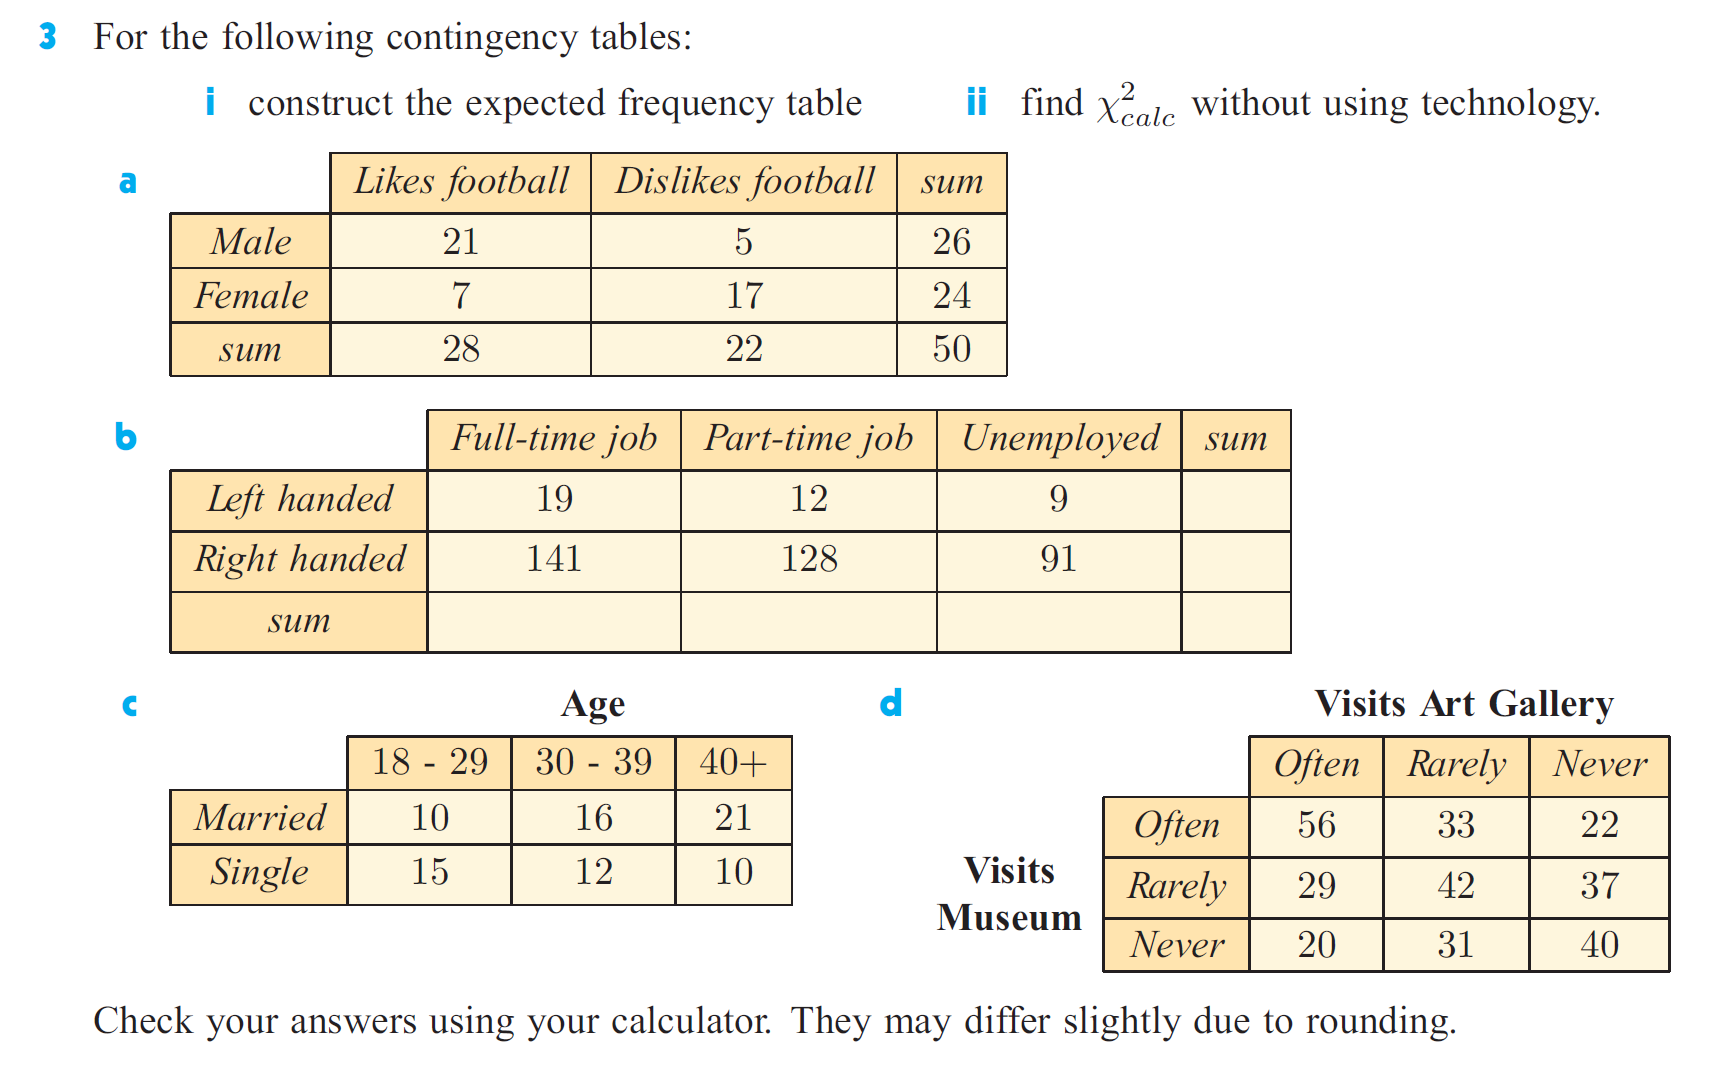 3 For the following contingency tables:
i construct the expected frequency table ii find χ²calc without using technology.
a Likes football Dislikes football sum
Male 21 5 26
Female 7 17 24
sum 28 22 50
b Full-time job Part-time job Unemployed sum
Left handed 19 12 9
Right handed 141 128 91
sum
c Age
18 - 29 30 - 39 40+
Married 10 16 21
Single 15 12 10
d Visits Art Gallery
Often Rarely Never
Visits Museum
Often 56 33 22
Rarely 29 42 37
Never 20 31 40
Check your answers using your calculator. They may differ slightly due to rounding.